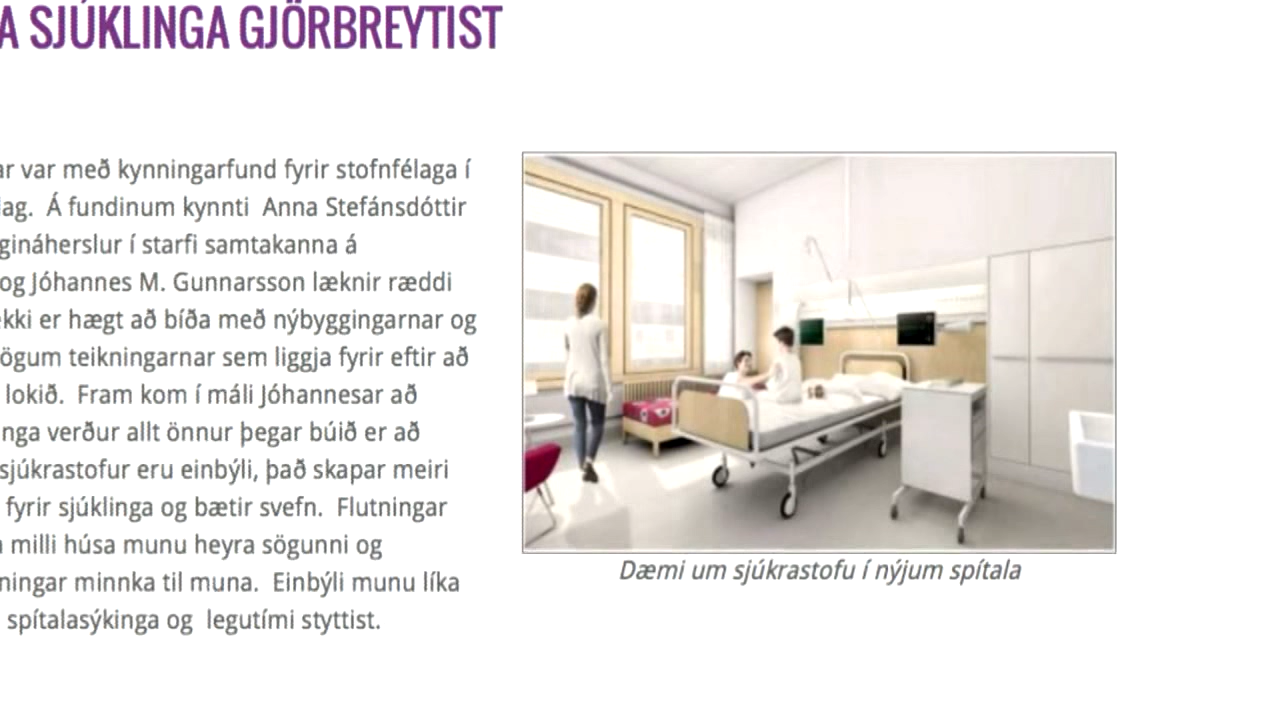 A SJÚKLINGA GJÖRBREYTIST
ar var með kynningarfund fyrir stofnfélaga í
lag. Á fundinum kynnti Anna Stefánsdóttir
gináherslur í starfi samtakanna á
og Jóhannes M. Gunnarsson læknir ræddi
ekki er hægt að bíða með nýbyggingarnar og
ögum teikningarnar sem liggja fyrir eftir að
lokið. Fram kom í máli Jóhannesar að
nga verður allt önnur þegar búið er að
sjúkrastofur eru einbýli, það skapar meiri
fyrir sjúklinga og bætir svefn. Flutningar
milli húsa munu heyra sögunni og
ningar minnka til muna. Einbýli munu líka
spítalasýkinga og legutími styttist.
Dæmi um sjúkrastofu í nýjum spítala